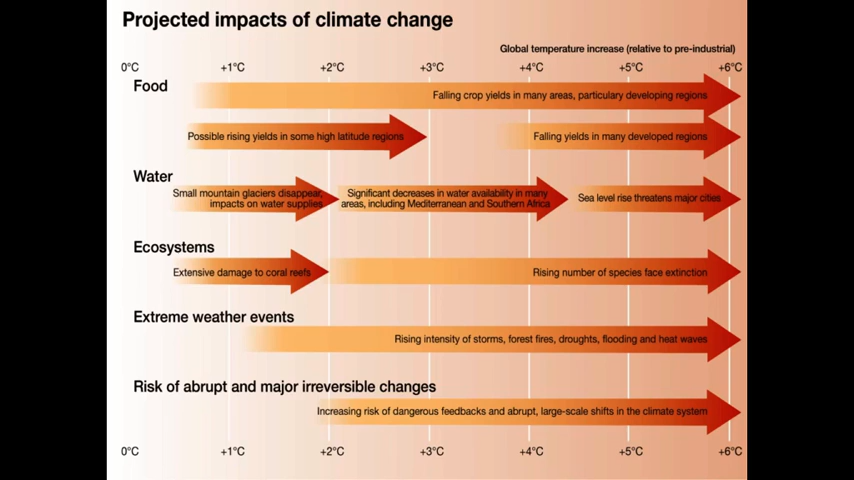 Projected impacts of climate change
Global temperature increase (relative to pre-industrial)
0°C +1°C +2°C +3°C +4°C +5°C +6°C
Food
Falling crop yields in many areas, particulary developing regions
Possible rising yields in some high latitude regions
Falling yields in many developed regions
Water
Small mountain glaciers disappear,
impacts on water supplies
Significant decreases in water availability in many
areas, including Mediterranean and Southern Africa
Sea level rise threatens major cities
Ecosystems
Extensive damage to coral reefs
Rising number of species face extinction
Extreme weather events
Rising intensity of storms, forest fires, droughts, flooding and heat waves
Risk of abrupt and major irreversible changes
Increasing risk of dangerous feedbacks and abrupt, large-scale shifts in the climate system
0°C +1°C +2°C +3°C +4°C +5°C +6°C